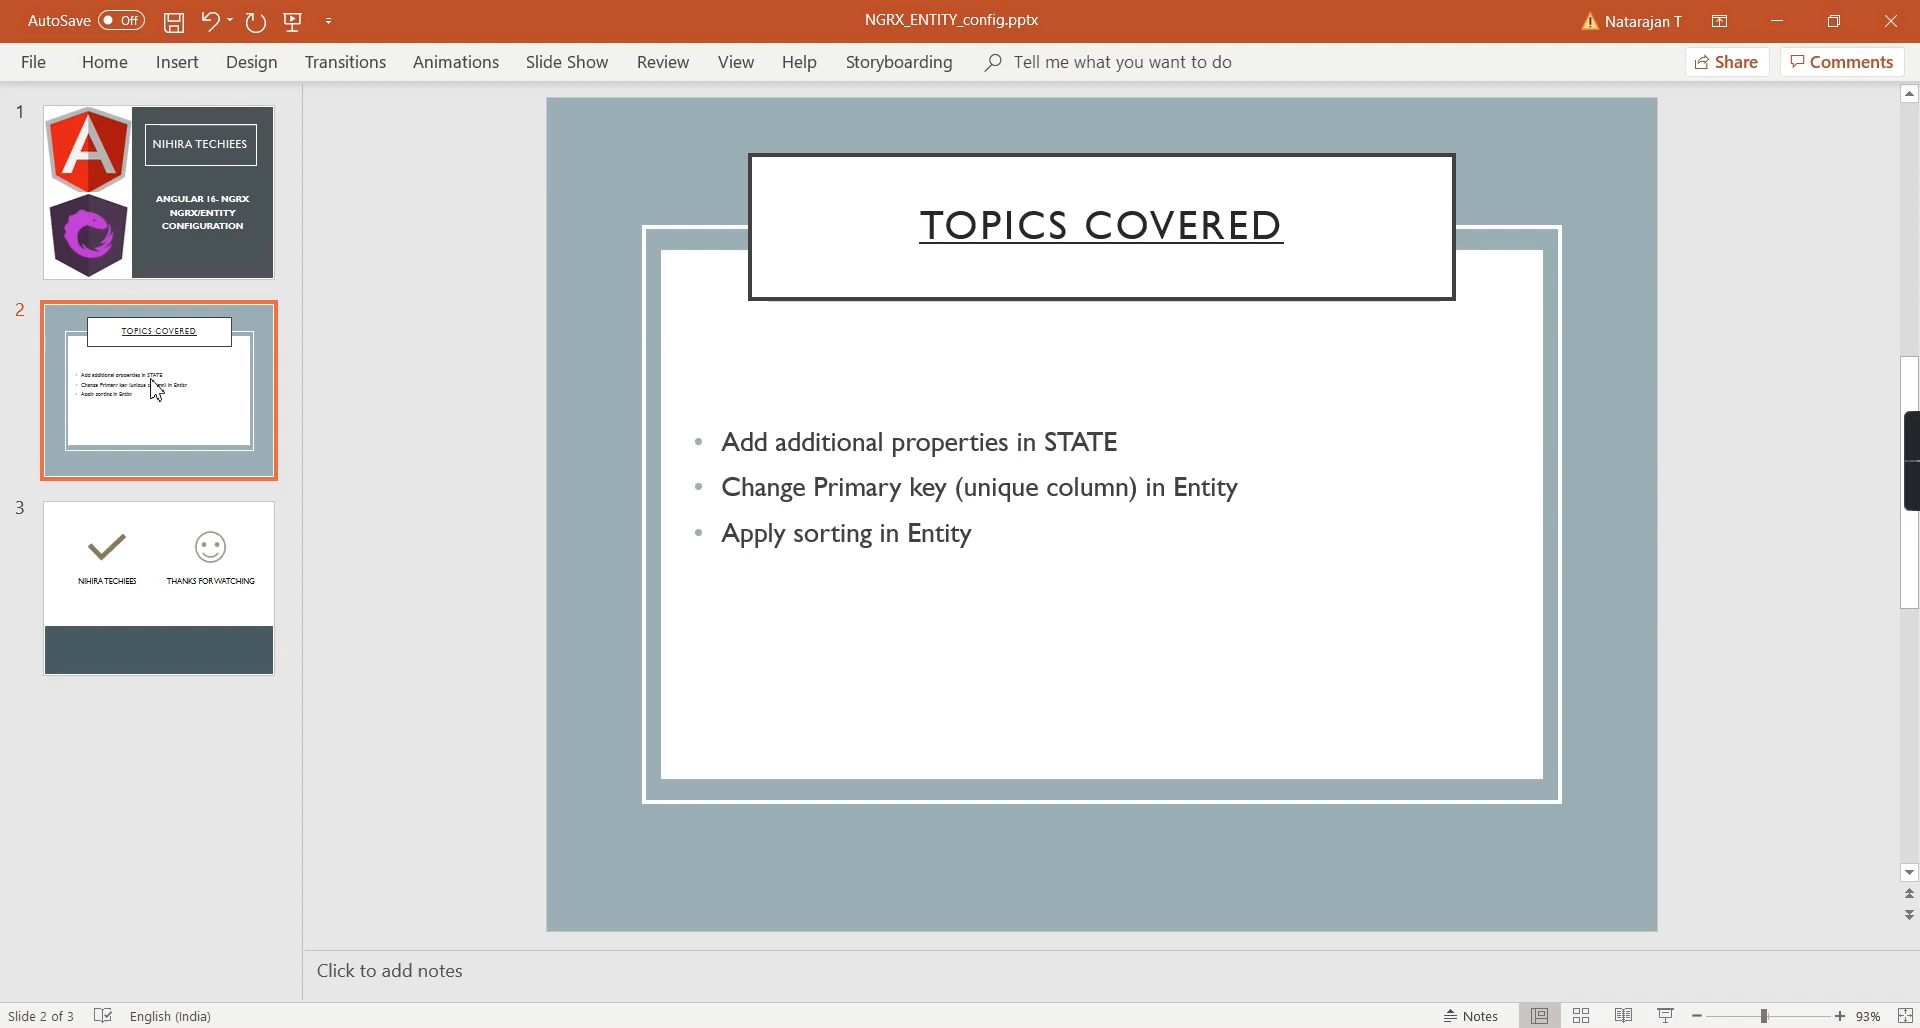 AutoSave Off
NGRX_ENTITY_config.pptx
Natarajan T
File Home Insert Design Transitions Animations Slide Show Review View Help Storyboarding Tell me what you want to do Share Comments
1
NIHIRA TECHIEES
ANGULAR 16- NGRX
NGRX/ENTITY
CONFIGURATION
2
TOPICS COVERED
• Add additional properties in STATE
• Change Primary key (unique column) in Entity
• Apply sorting in Entity
3
NIHIRA TECHIEES
THANKS FOR WATCHING
TOPICS COVERED
• Add additional properties in STATE
• Change Primary key (unique column) in Entity
• Apply sorting in Entity
Click to add notes
Slide 2 of 3 English (India) Notes 93%